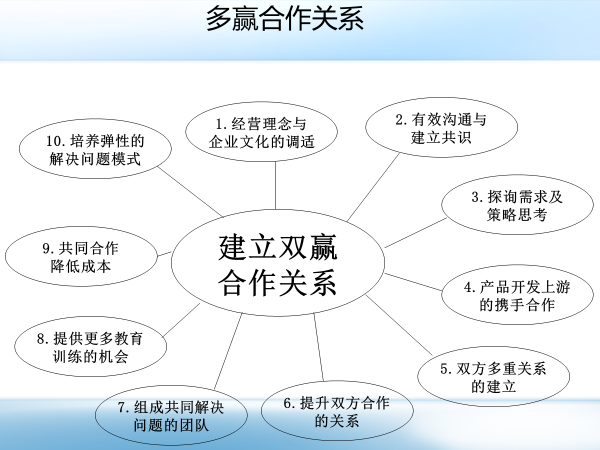 多赢合作关系
1.经营理念与
企业文化的调适
2.有效沟通与
建立共识
3.探询需求及
策略思考
4.产品开发上游
的携手合作
5.双方多重关系
的建立
6.提升双方合作
的关系
7.组成共同解决
问题的团队
8.提供更多教育
训练的机会
9.共同合作
降低成本
10.培养弹性的
解决问题模式
建立双赢
合作关系